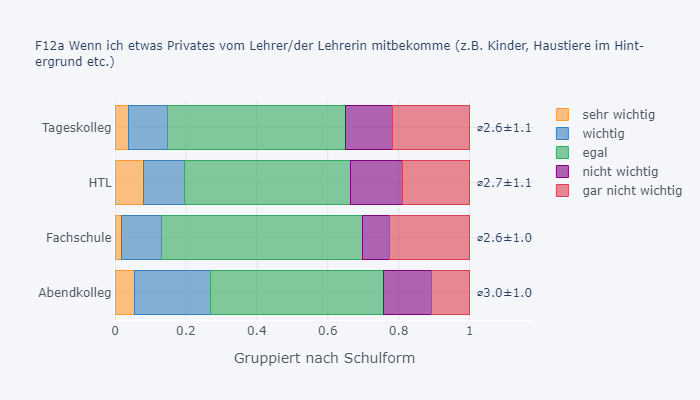 F12a Wenn ich etwas Privates vom Lehrer/der Lehrerin mitbekomme (z.B. Kinder, Haustiere im Hint-
ergrund etc.)
Tageskolleg
⌀2.6±1.1
HTL
⌀2.7±1.1
Fachschule
⌀2.6±1.0
Abendkolleg
⌀3.0±1.0
0 0.2 0.4 0.6 0.8 1
Gruppiert nach Schulform
sehr wichtig
wichtig
egal
nicht wichtig
gar nicht wichtig